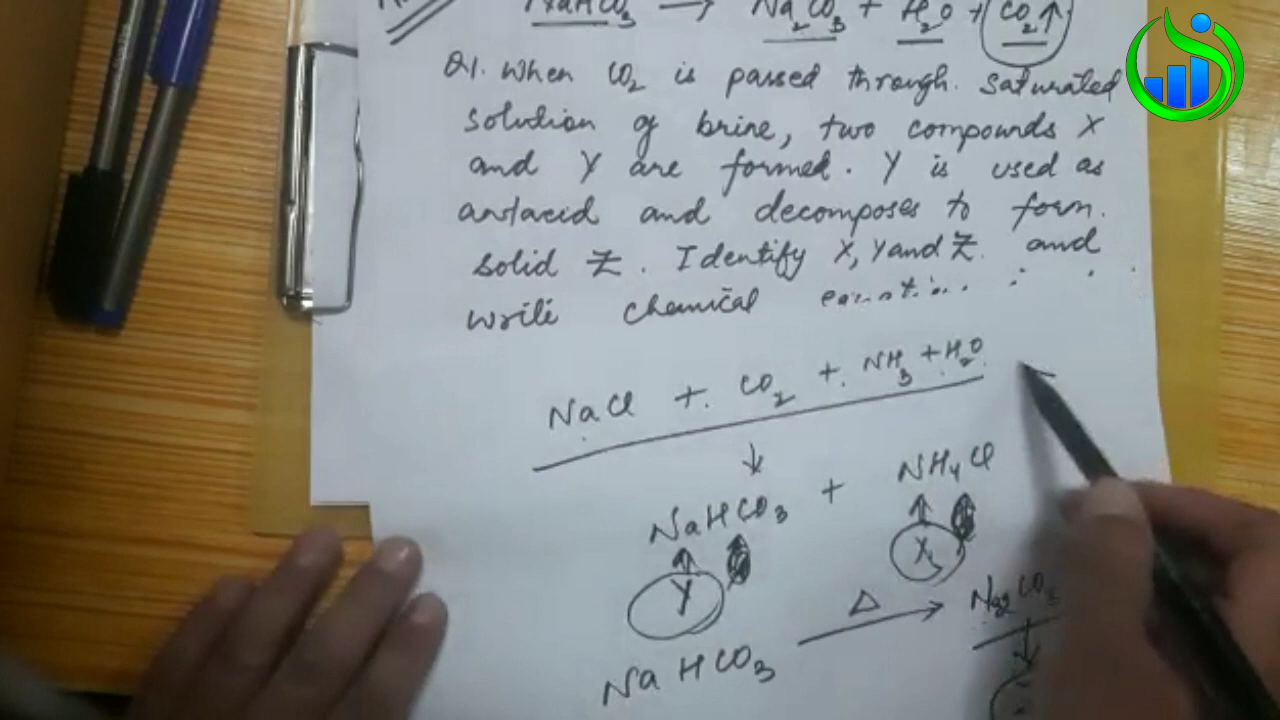 NaHCO3 → Na2CO3 + H2O + CO2↑
Q1. When CO2 is passed through. saturated
solution of brine, two compounds X
and Y are formed. Y is used as
antacid and decomposes to form.
solid Z. Identify X, Y and Z. and
write chemical
NaCl + CO2 + NH3 + H2O
↓
NaHCO3 + NH4Cl
Y X
NaHCO3 Δ→ Na2CO3